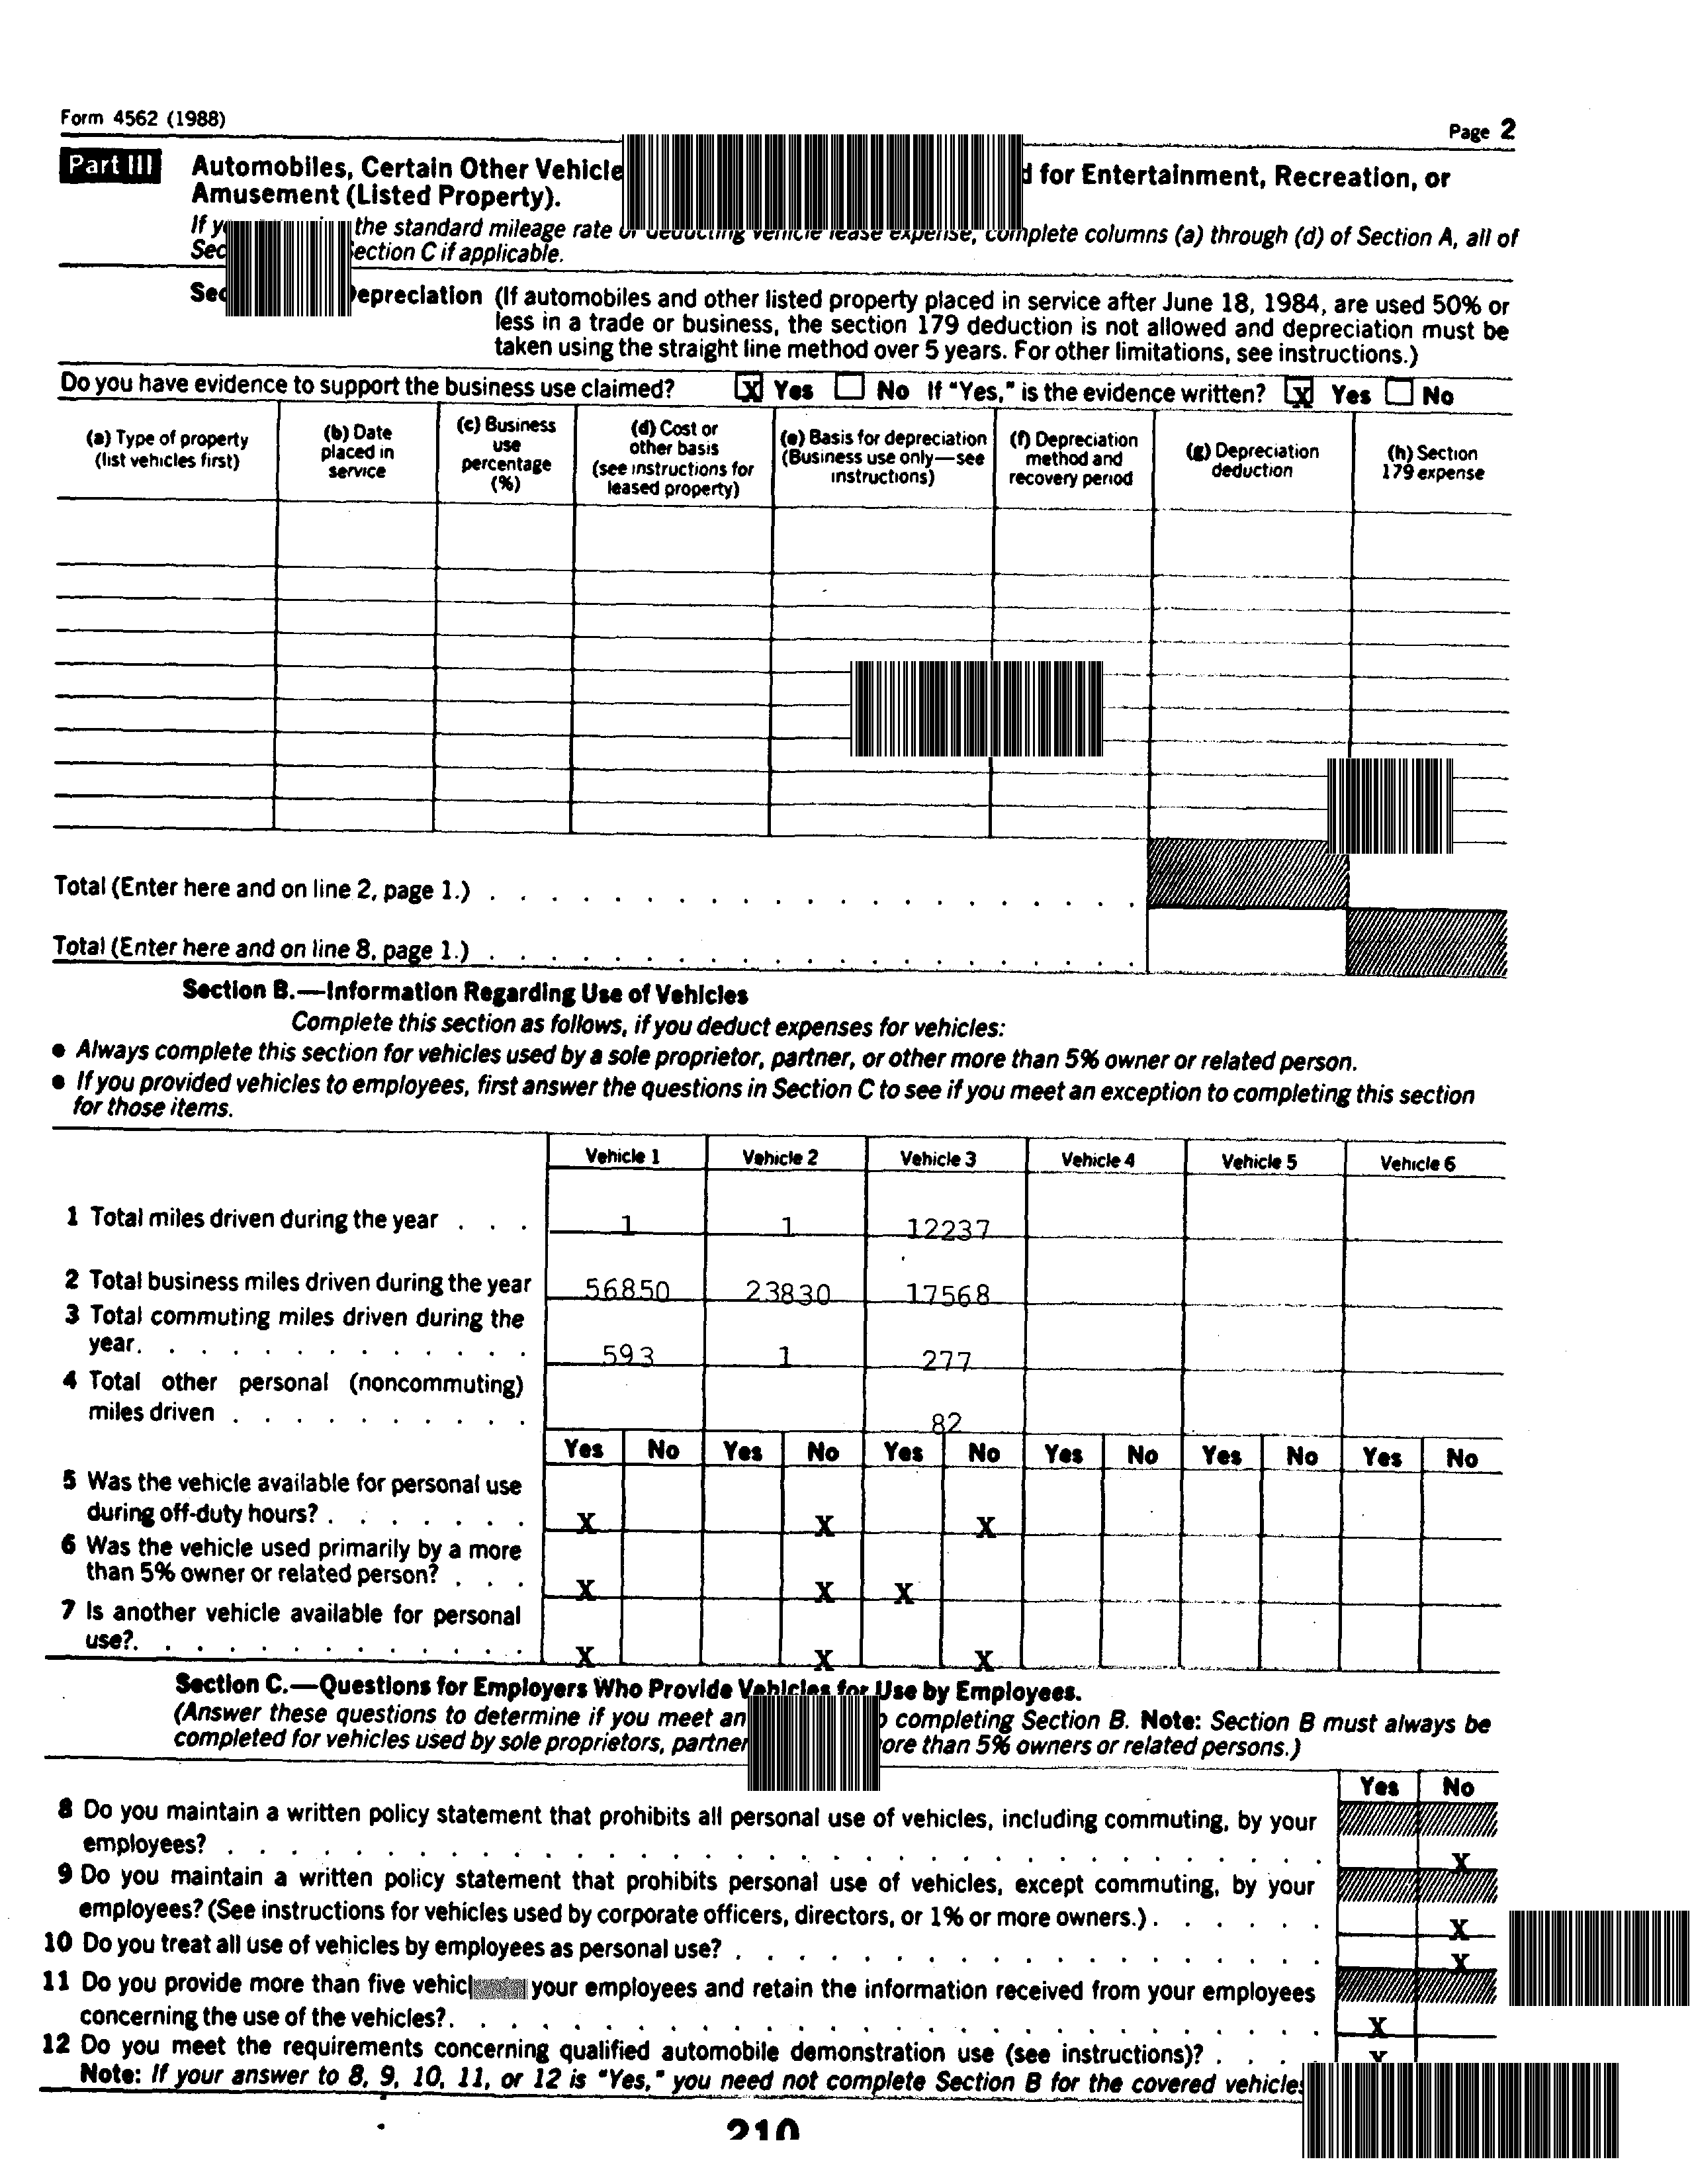 Form 4562 (1988)
Page 2
Part III Automobiles, Certain Other Vehicle for Entertainment, Recreation, or
Amusement (Listed Property).
If the standard mileage rate or deducting vehicle lease expense, complete columns (a) through (d) of Section A, all of
ection C if applicable.
epreciation (If automobiles and other listed property placed in service after June 18, 1984, are used 50% or
less in a trade or business, the section 179 deduction is not allowed and depreciation must be
taken using the straight line method over 5 years. For other limitations, see instructions.)
Do you have evidence to support the business use claimed? X Yes No If "Yes," is the evidence written? X Yes No
(a) Type of property
(list vehicles first)
(b) Date
placed in
service
(c) Business
use
percentage
(%)
(d) Cost or
other basis
(see instructions for
leased property)
(e) Basis for depreciation
(Business use only—see
instructions)
(f) Depreciation
method and
recovery period
(g) Depreciation
deduction
(h) Section
179 expense
Total (Enter here and on line 2, page 1.)
Total (Enter here and on line 8, page 1.)
Section B.—Information Regarding Use of Vehicles
Complete this section as follows, if you deduct expenses for vehicles:
● Always complete this section for vehicles used by a sole proprietor, partner, or other more than 5% owner or related person.
● If you provided vehicles to employees, first answer the questions in Section C to see if you meet an exception to completing this section
for those items.
Vehicle 1 Vehicle 2 Vehicle 3 Vehicle 4 Vehicle 5 Vehicle 6
1 Total miles driven during the year . . . 1 1 12237
2 Total business miles driven during the year 56850 23830 17568
3 Total commuting miles driven during the
year. . . . . . . . . . . . . 593 1 277
4 Total other personal (noncommuting)
miles driven . . . . . . . . . . 82
Yes No Yes No Yes No Yes No Yes No Yes No
5 Was the vehicle available for personal use
during off-duty hours? . . . . . . . X X X
6 Was the vehicle used primarily by a more
than 5% owner or related person? . . . X X X
7 Is another vehicle available for personal
use?. . . . . . . . . . . . . X X X
Section C.—Questions for Employers Who Provide Vehicles for Use by Employees.
(Answer these questions to determine if you meet an completing Section B. Note: Section B must always be
completed for vehicles used by sole proprietors, partner ore than 5% owners or related persons.)
Yes No
8 Do you maintain a written policy statement that prohibits all personal use of vehicles, including commuting, by your
employees? X
9 Do you maintain a written policy statement that prohibits personal use of vehicles, except commuting, by your
employees? (See instructions for vehicles used by corporate officers, directors, or 1% or more owners.) . . . . . . X
10 Do you treat all use of vehicles by employees as personal use? X
11 Do you provide more than five vehicl your employees and retain the information received from your employees
concerning the use of the vehicles?. X
12 Do you meet the requirements concerning qualified automobile demonstration use (see instructions)? . . . X
Note: If your answer to 8, 9, 10, 11, or 12 is "Yes," you need not complete Section B for the covered vehicles
210